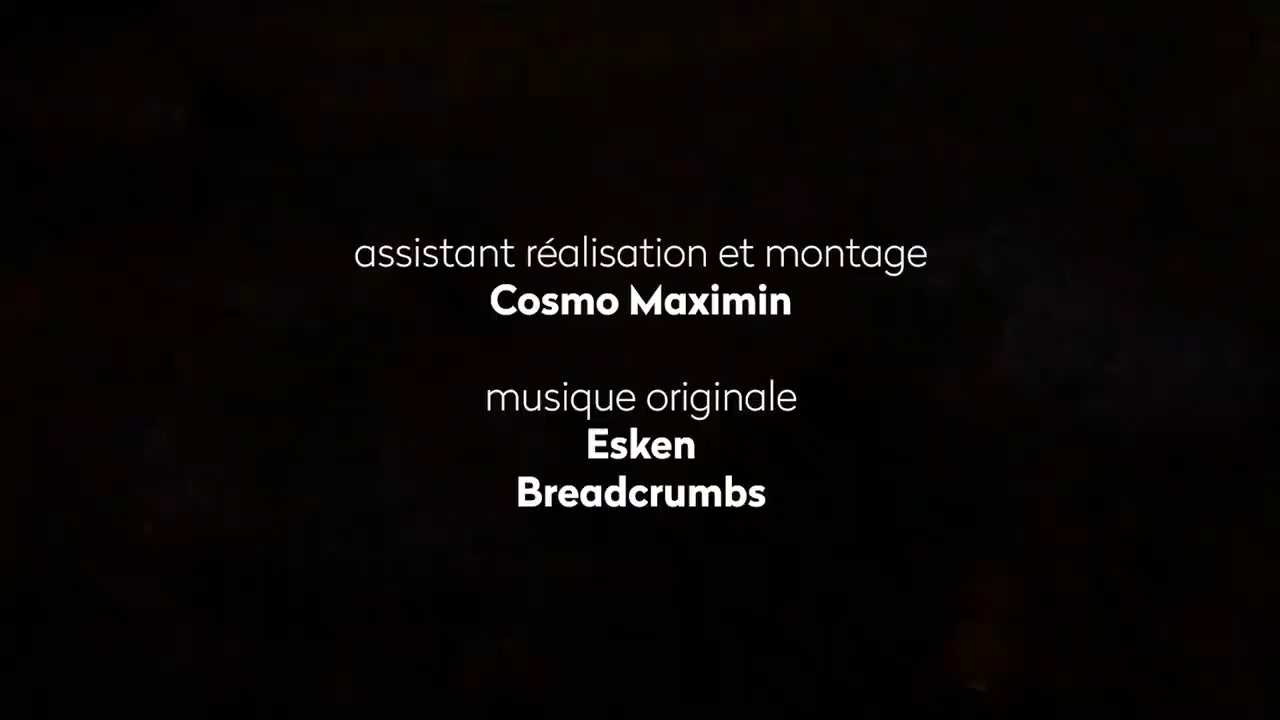 assistant réalisation et montage
Cosmo Maximin
musique originale
Esken
Breadcrumbs